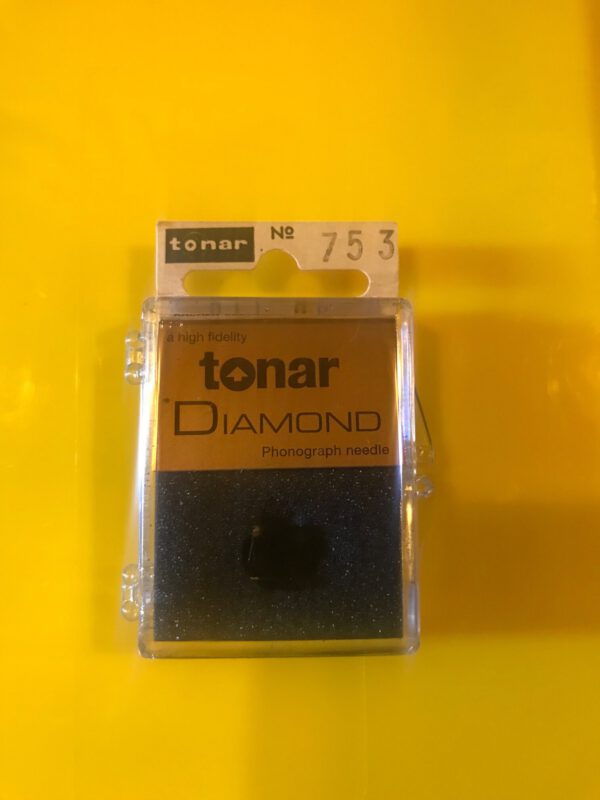 tonar № 753
a high fidelity
tonar
DIAMOND
Phonograph needle